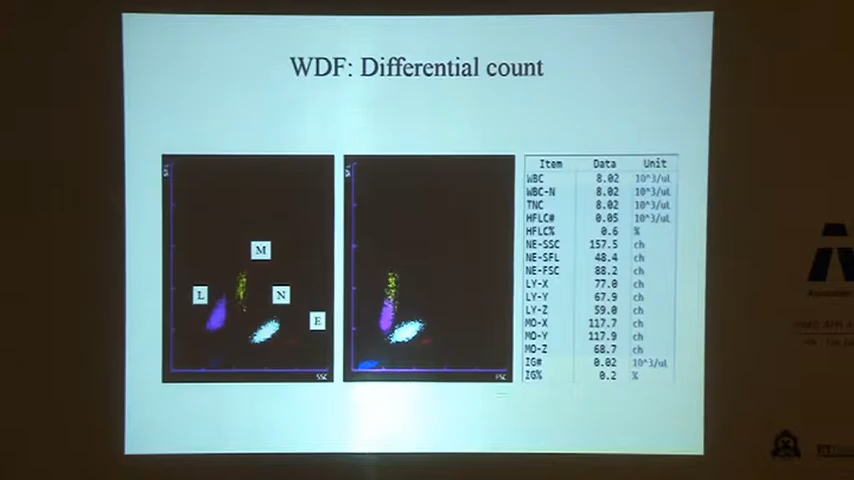 WDF: Differential count
SFL
M
L
N
E
SSC
FSC
Item Data Unit
WBC 8.02 10^3/uL
WBC-N 8.02 10^3/uL
TNC 8.02 10^3/uL
HFLC# 0.05 10^3/uL
HFLC% 0.6 %
NE-SSC 157.5 ch
NE-SFL 48.4 ch
NE-FSC 88.2 ch
LY-X 77.0 ch
LY-Y 67.9 ch
LY-Z 59.0 ch
MO-X 117.7 ch
MO-Y 117.9 ch
MO-Z 68.7 ch
IG# 0.02 10^3/uL
IG% 0.2 %